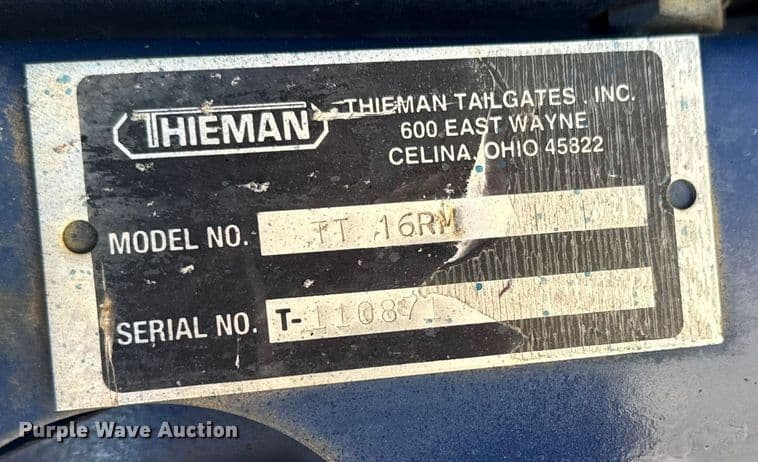 THIEMAN
THIEMAN TAILGATES, INC.
600 EAST WAYNE
CELINA, OHIO 45822
MODEL NO. TT 16RM
SERIAL NO. T-110871
Purple Wave Auction